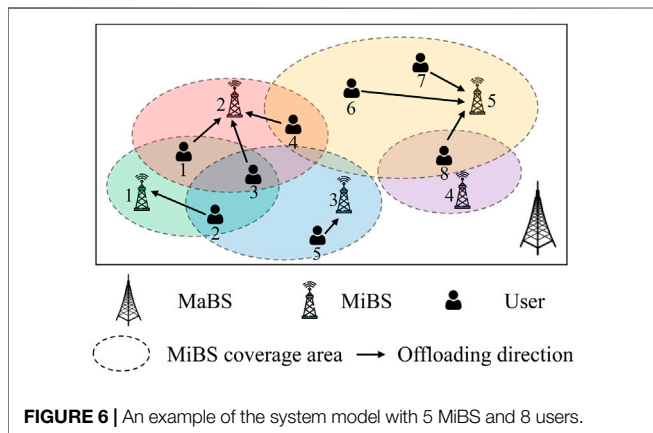 7
2
6
5
4
1
8
3
1
3
4
2
5
MaBS
MiBS
User
MiBS coverage area
Offloading direction
FIGURE 6 | An example of the system model with 5 MiBS and 8 users.